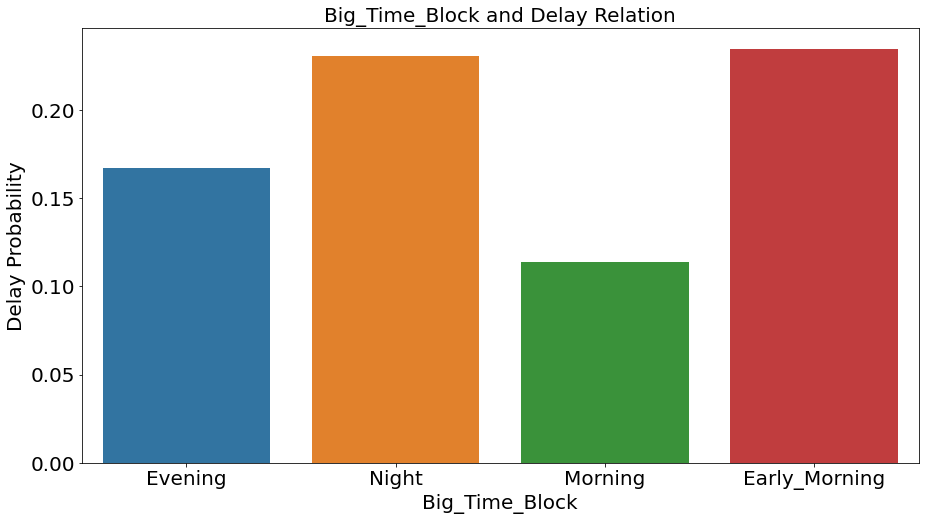 Big_Time_Block and Delay Relation
Delay Probability
0.20
0.15
0.10
0.05
0.00
Evening Night Morning Early_Morning
Big_Time_Block